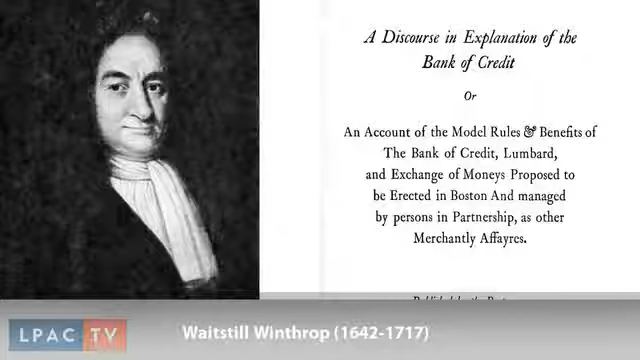 A Discourse in Explanation of the
Bank of Credit
Or
An Account of the Model Rules & Benefits of
The Bank of Credit, Lumbard,
and Exchange of Moneys Proposed to
be Erected in Boston And managed
by persons in Partnership, as other
Merchantly Affayres.
LPAC TV
Waitstill Winthrop (1642-1717)